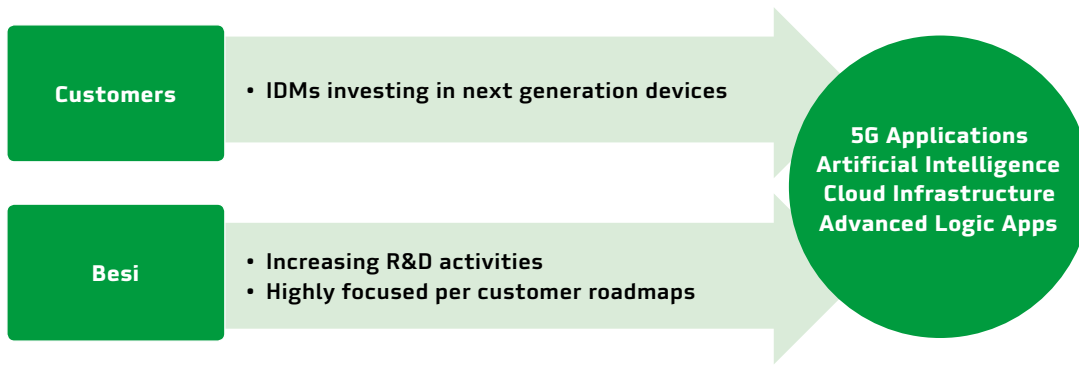 Customers
• IDMs investing in next generation devices
Besi
• Increasing R&D activities
• Highly focused per customer roadmaps
5G Applications
Artificial Intelligence
Cloud Infrastructure
Advanced Logic Apps